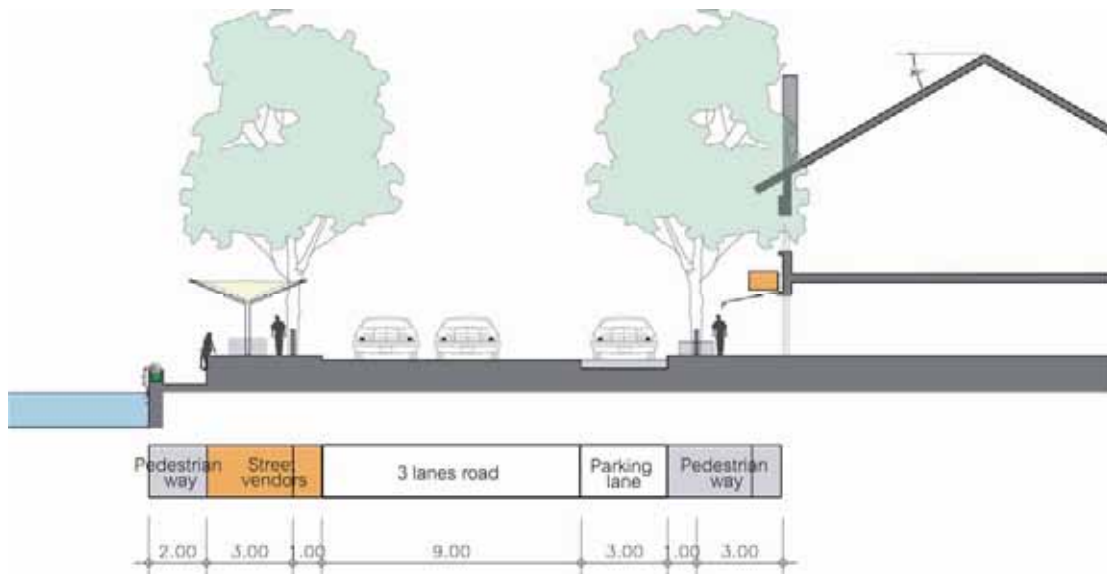 Pedestrian
way
Street
vendors
3 lanes road
Parking
lane
Pedestrian
way
2.00 3.00 1.00 9.00 3.00 1.00 3.00